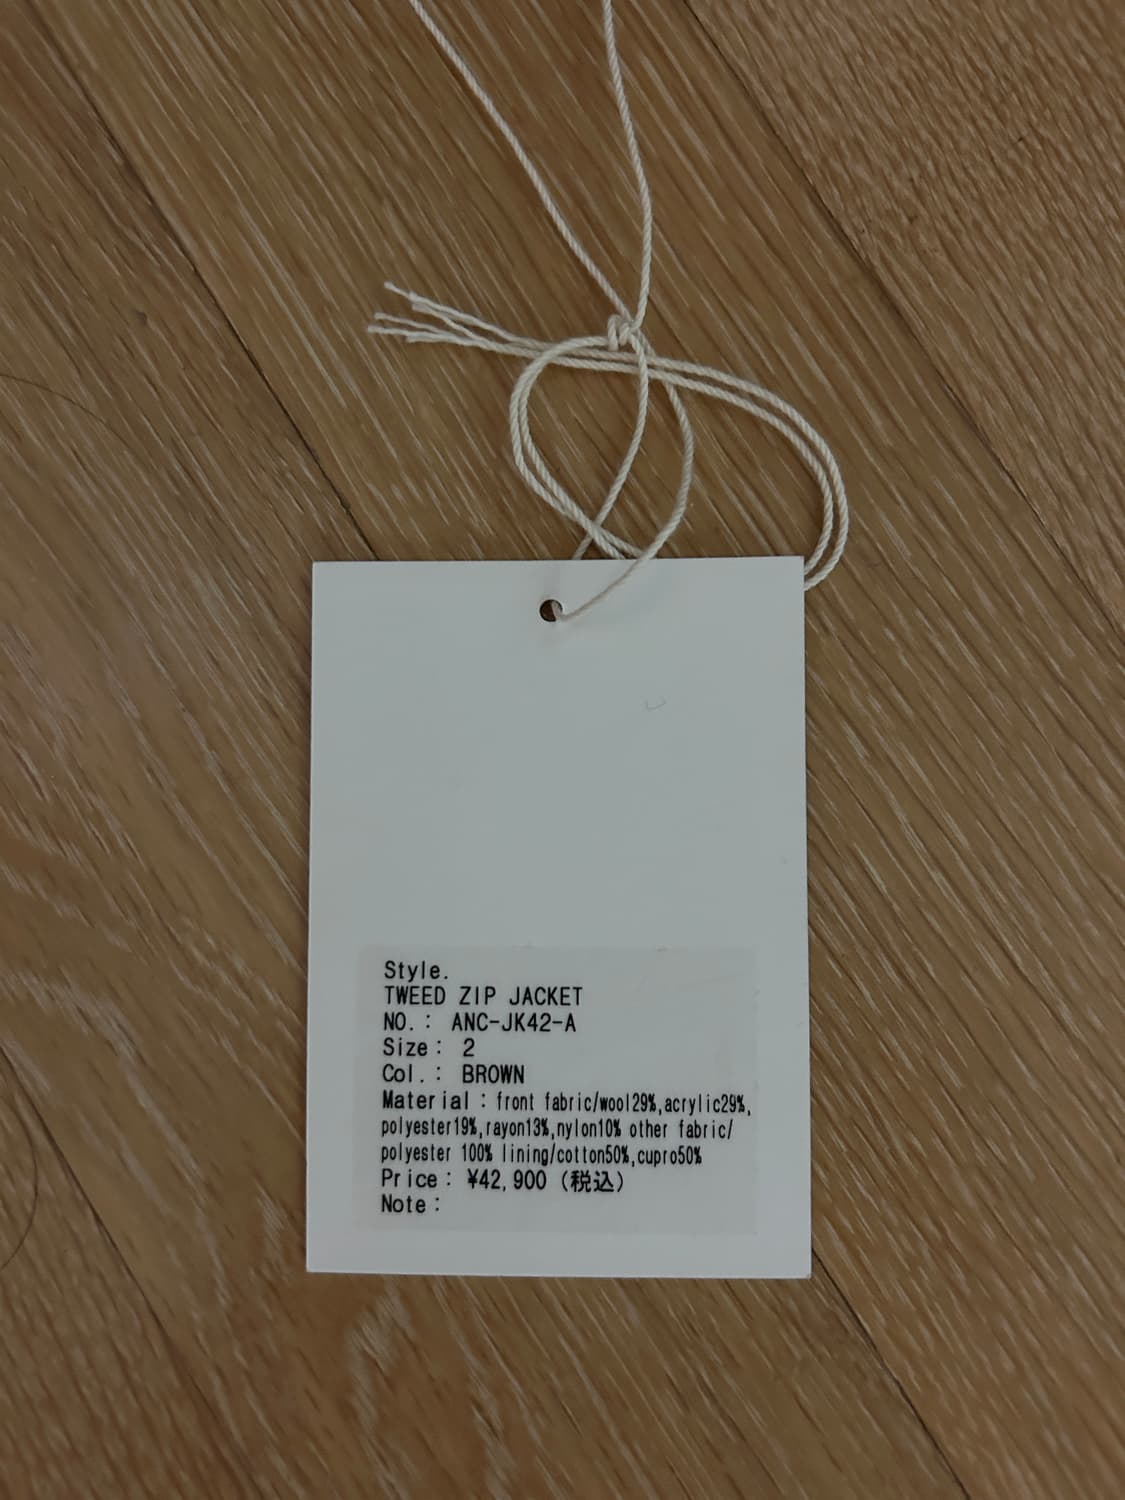 Style.
TWEED ZIP JACKET
NO.: ANC-JK42-A
Size: 2
Col.: BROWN
Material: front fabric/wool29%,acrylic29%,
polyester19%,rayon13%,nylon10% other fabric/
polyester 100% lining/cotton50%,cupro50%
Price: ¥42,900 (税込)
Note: